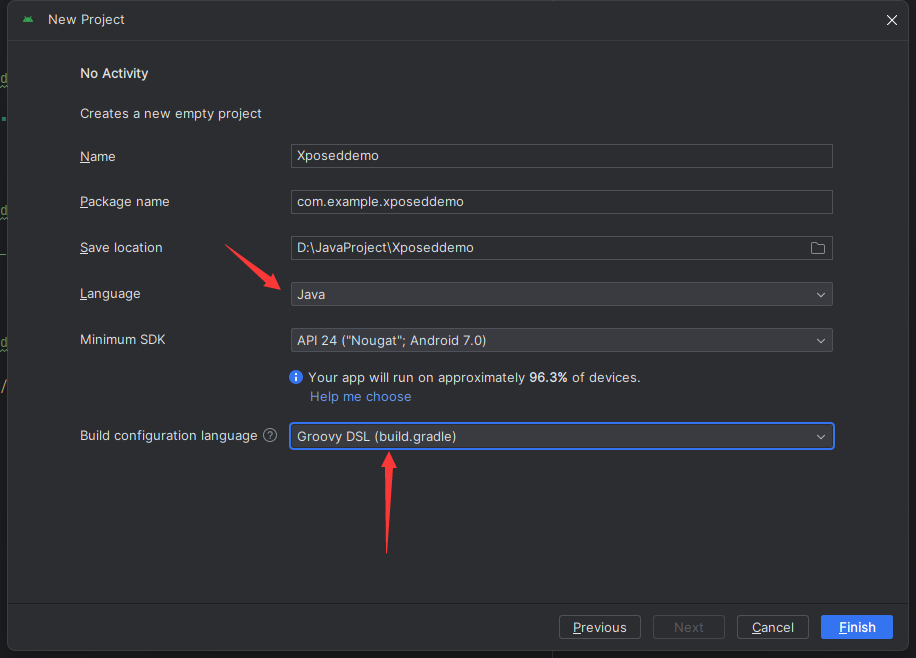 New Project
No Activity
Creates a new empty project
Name Xposeddemo
Package name com.example.xposeddemo
Save location D:\JavaProject\Xposeddemo
Language Java
Minimum SDK API 24 ("Nougat"; Android 7.0)
Your app will run on approximately 96.3% of devices.
Help me choose
Build configuration language ? Groovy DSL (build.gradle)
Previous Next Cancel Finish